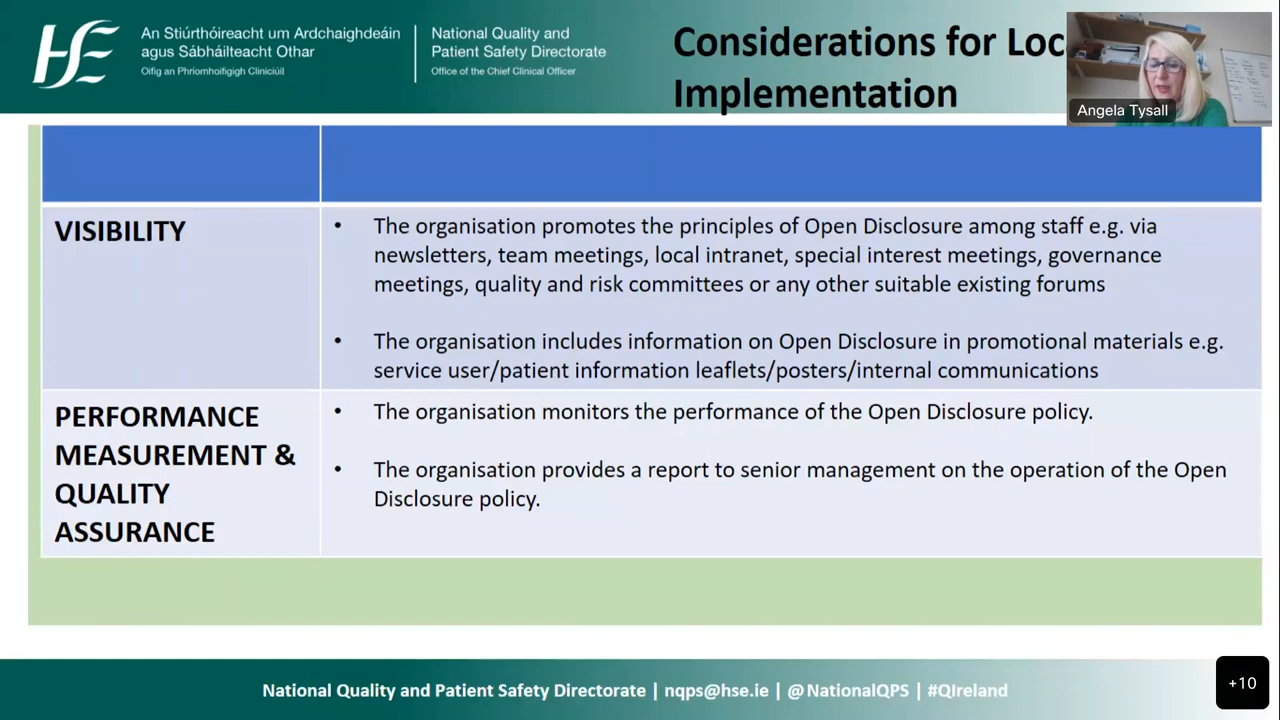 HSE
An Stiúrthóireacht um Ardchaighdeáin
agus Sábháilteacht Othar
Oifig an Phríomhoifigigh Cliniciúil
National Quality and
Patient Safety Directorate
Office of the Chief Clinical Officer
Considerations for Loc
Implementation
Angela Tysall
VISIBILITY
• The organisation promotes the principles of Open Disclosure among staff e.g. via
newsletters, team meetings, local intranet, special interest meetings, governance
meetings, quality and risk committees or any other suitable existing forums
• The organisation includes information on Open Disclosure in promotional materials e.g.
service user/patient information leaflets/posters/internal communications
PERFORMANCE
MEASUREMENT &
QUALITY
ASSURANCE
• The organisation monitors the performance of the Open Disclosure policy.
• The organisation provides a report to senior management on the operation of the Open
Disclosure policy.
National Quality and Patient Safety Directorate | nqps@hse.ie | @NationalQPS | #QIreland
+10